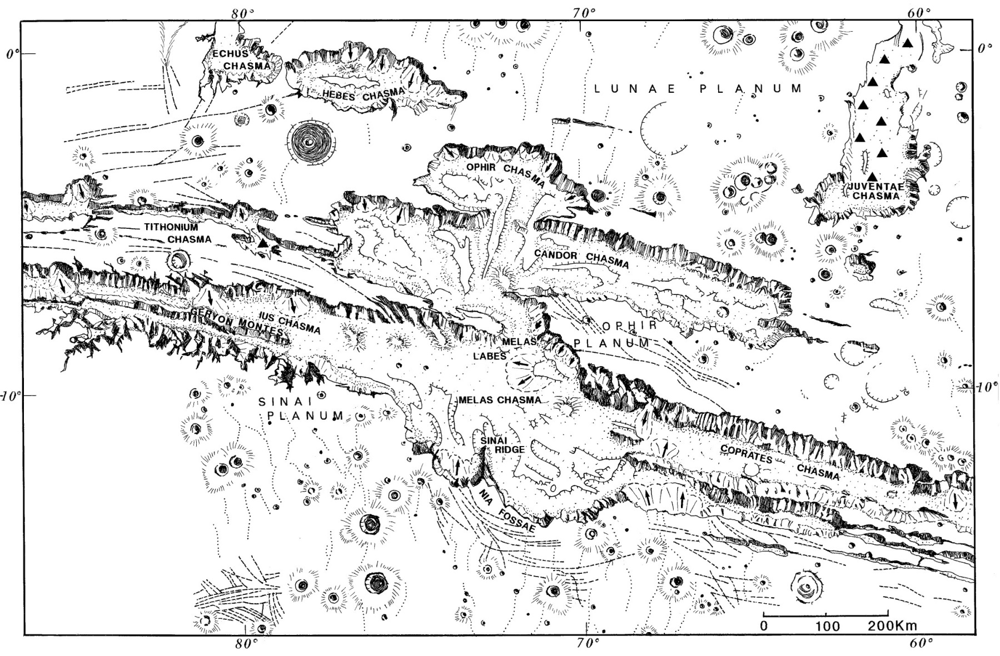 80°
70°
60°
0°
0°
ECHUS
CHASMA
HEBES CHASMA
LUNAE PLANUM
OPHIR CHASMA
JUVENTAE
CHASMA
TITHONIUM
CHASMA
CANDOR CHASMA
IUS CHASMA
GERYON MONTES
OPHIR
PLANUM
MELAS
LABES
-10°
-10°
SINAI
PLANUM
MELAS CHASMA
SINAI
RIDGE
COPRATES
CHASMA
NIA FOSSAE
0 100 200Km
80°
70°
60°